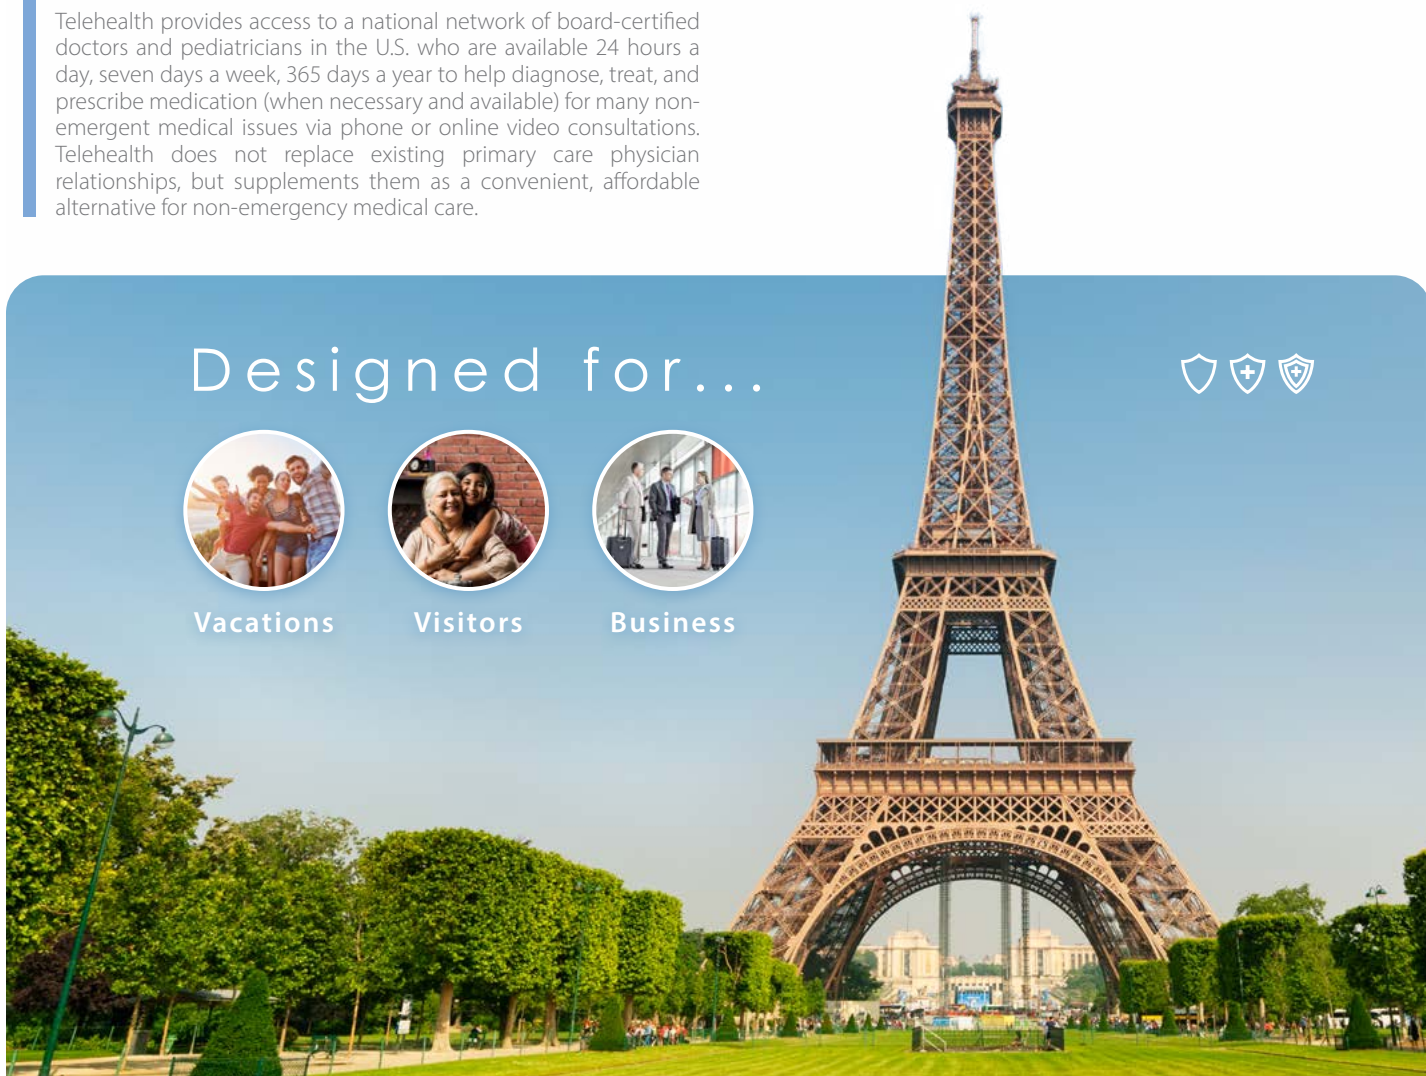 Telehealth provides access to a national network of board-certified
doctors and pediatricians in the U.S. who are available 24 hours a
day, seven days a week, 365 days a year to help diagnose, treat, and
prescribe medication (when necessary and available) for many non-
emergent medical issues via phone or online video consultations.
Telehealth does not replace existing primary care physician
relationships, but supplements them as a convenient, affordable
alternative for non-emergency medical care.
Designed for...
Vacations
Visitors
Business